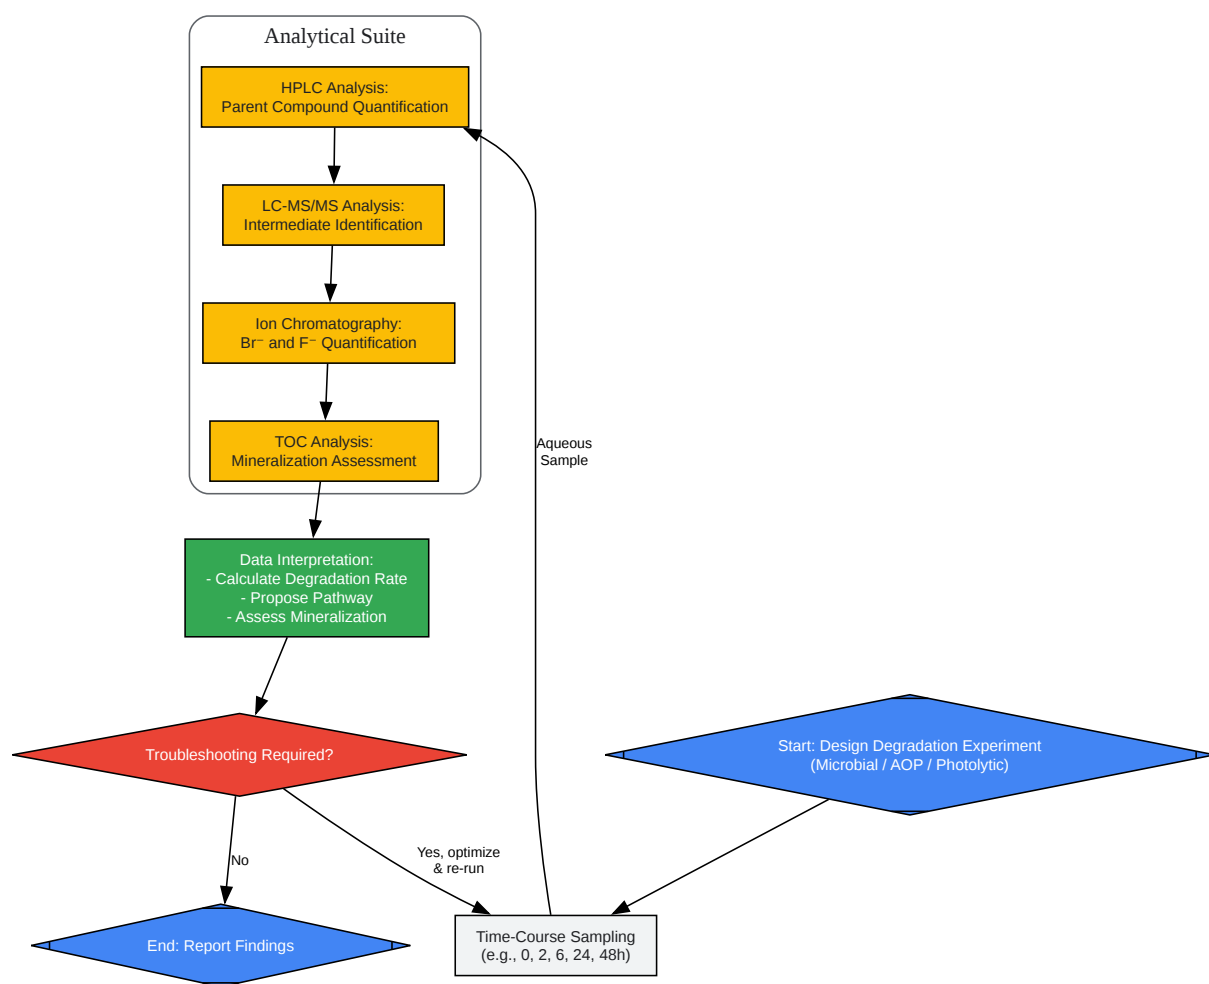 Analytical Suite
HPLC Analysis:
Parent Compound Quantification
LC-MS/MS Analysis:
Intermediate Identification
Ion Chromatography:
Br⁻ and F⁻ Quantification
TOC Analysis:
Mineralization Assessment
Aqueous
Sample
Data Interpretation:
- Calculate Degradation Rate
- Propose Pathway
- Assess Mineralization
Troubleshooting Required?
Start: Design Degradation Experiment
(Microbial / AOP / Photolytic)
No
Yes, optimize
& re-run
End: Report Findings
Time-Course Sampling
(e.g., 0, 2, 6, 24, 48h)